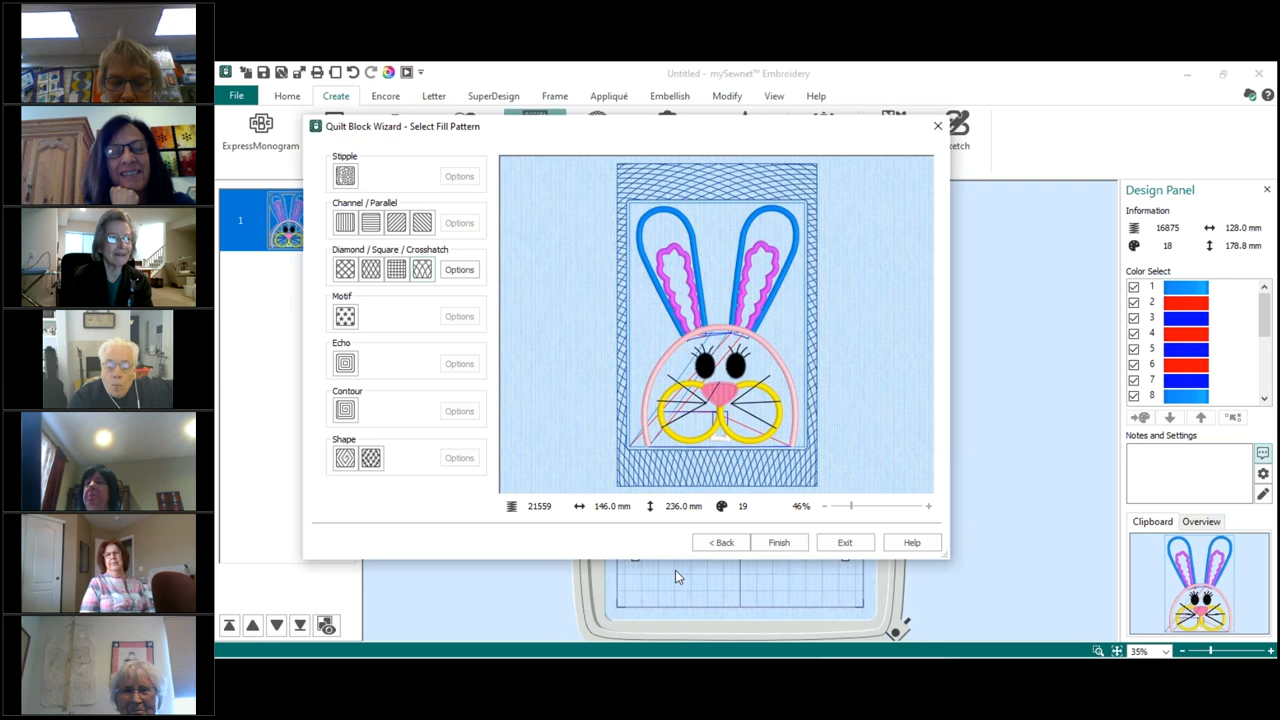 Untitled - mySewnet™ Embroidery
File Home Create Encore Letter SuperDesign Frame Appliqué Embellish Modify View Help
ExpressMonogram
Quilt Block Wizard - Select Fill Pattern
Stipple
Options
Channel / Parallel
Options
Diamond / Square / Crosshatch
Options
Motif
Options
Echo
Options
Contour
Options
Shape
Options
21559 146.0 mm 236.0 mm 19 46%
< Back Finish Exit Help
1
Design Panel
Information
16875 128.0 mm
18 178.8 mm
Color Select
1
2
3
4
5
6
7
8
Notes and Settings
Clipboard Overview
35%